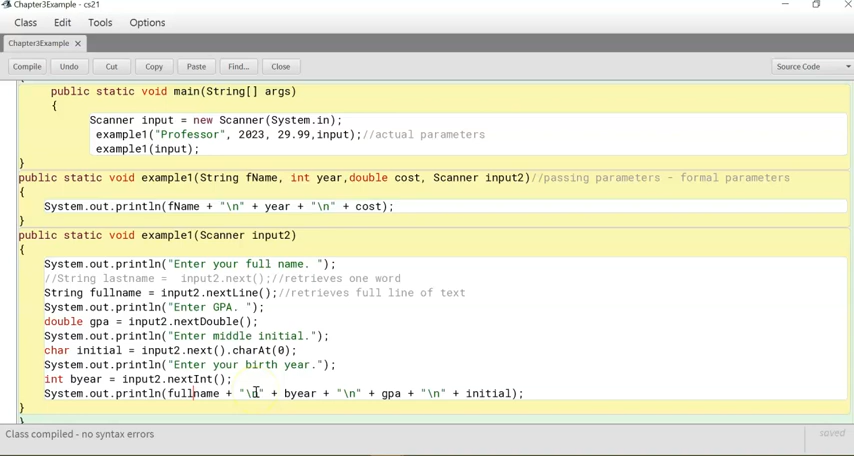 Chapter3Example - cs21
Class Edit Tools Options
Chapter3Example ×
Compile Undo Cut Copy Paste Find... Close Source Code
public static void main(String[] args)
{
Scanner input = new Scanner(System.in);
example1("Professor", 2023, 29.99,input);//actual parameters
example1(input);
}
public static void example1(String fName, int year,double cost, Scanner input2)//passing parameters - formal parameters
{
System.out.println(fName + "\n" + year + "\n" + cost);
}
public static void example1(Scanner input2)
{
System.out.println("Enter your full name. ");
//String lastname =  input2.next();//retrieves one word
String fullname = input2.nextLine();//retrieves full line of text
System.out.println("Enter GPA. ");
double gpa = input2.nextDouble();
System.out.println("Enter middle initial.");
char initial = input2.next().charAt(0);
System.out.println("Enter your birth year.");
int byear = input2.nextInt();
System.out.println(fullname + "\n" + byear + "\n" + gpa + "\n" + initial);
}
}
Class compiled - no syntax errors
saved